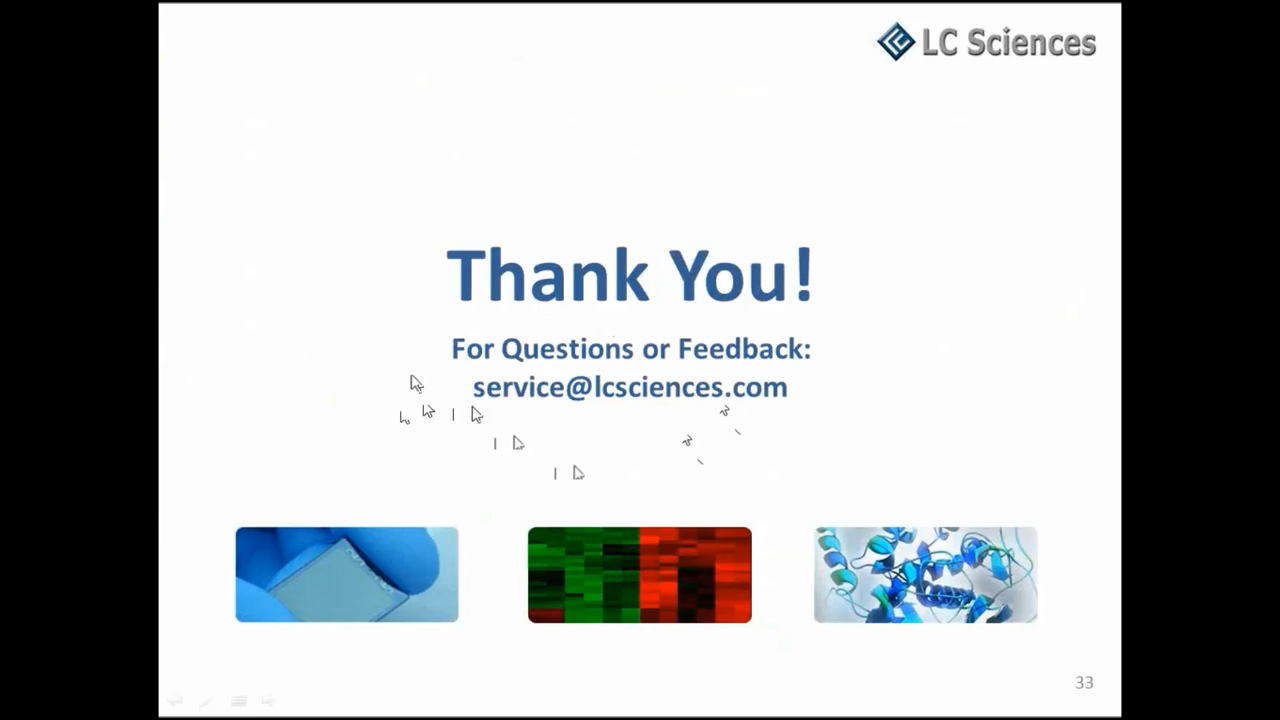 LC Sciences
Thank You!
For Questions or Feedback:
service@lcsciences.com
33